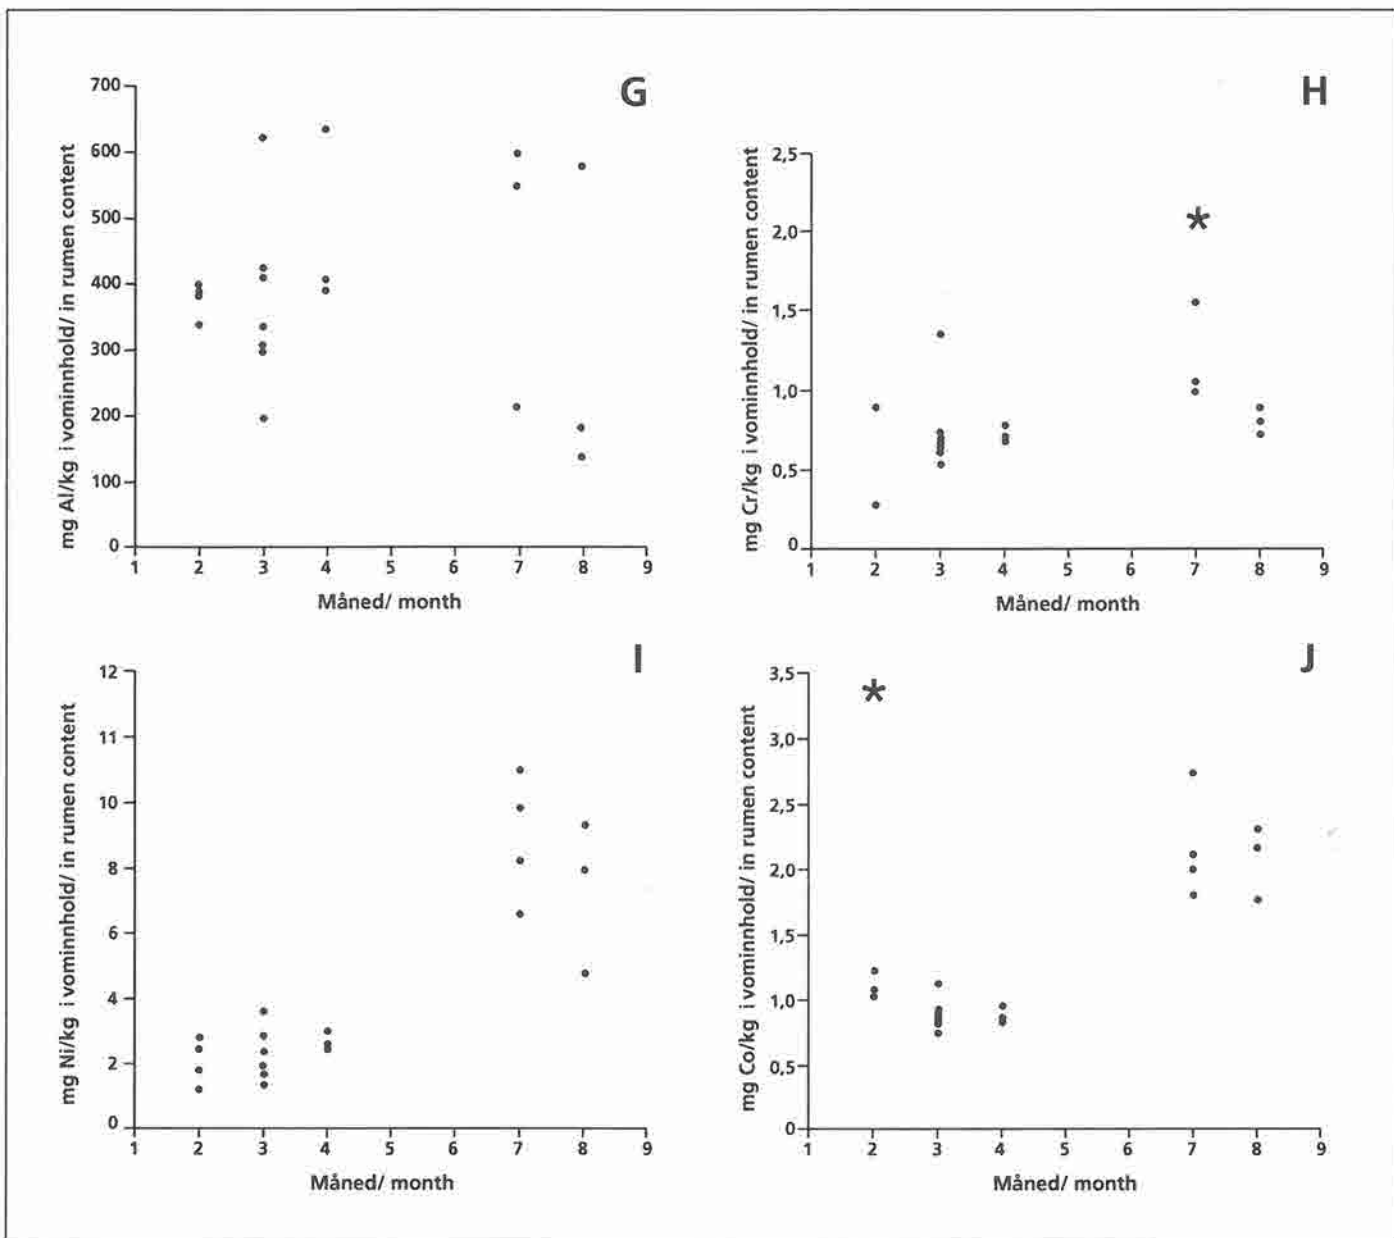 G
700
600
500
400
300
200
100
0
mg Al/kg i vominnhold/ in rumen content
1 2 3 4 5 6 7 8 9
Måned/ month
H
2,5
2,0
1,5
1,0
0,5
0
mg Cr/kg i vominnhold/ in rumen content
1 2 3 4 5 6 7 8 9
Måned/ month
I
12
11
10
8
6
4
2
0
mg Ni/kg i vominnhold/ in rumen content
1 2 3 4 5 6 7 8 9
Måned/ month
J
3,5
3,0
2,5
2,0
1,5
1,0
0,5
0
mg Co/kg i vominnhold/ in rumen content
1 2 3 4 5 6 7 8 9
Måned/ month